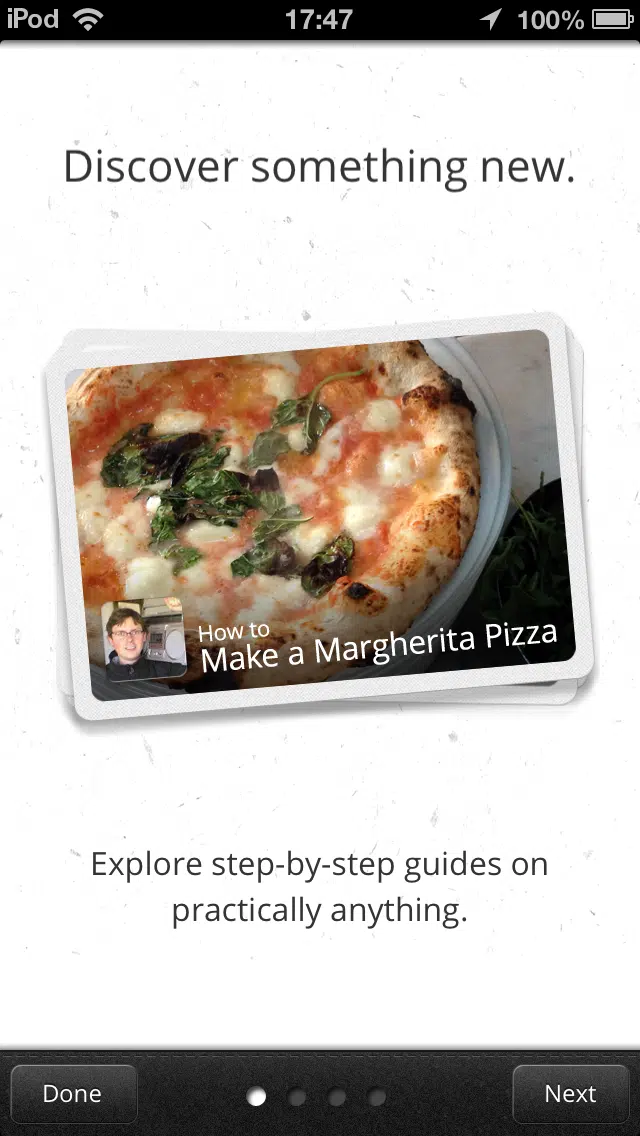 iPod 17:47 100%
Discover something new.
How to
Make a Margherita Pizza
Explore step-by-step guides on
practically anything.
Done Next